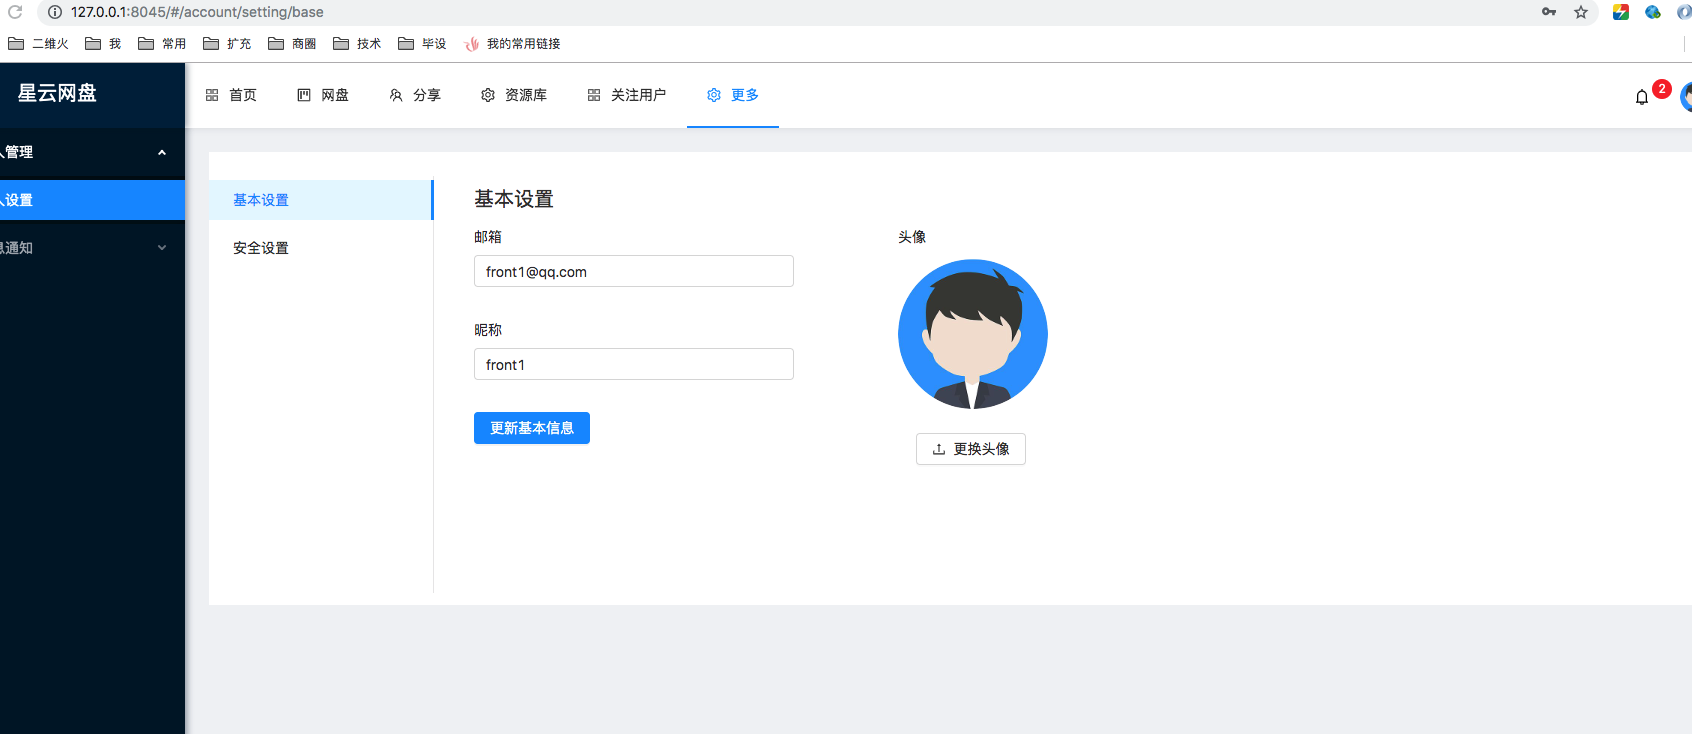 127.0.0.1:8045/#/account/setting/base
二维火 我 常用 扩充 商圈 技术 毕设 我的常用链接
星云网盘
首页 网盘 分享 资源库 关注用户 更多
2
人管理
人设置
息通知
基本设置
安全设置
基本设置
邮箱
front1@qq.com
昵称
front1
更新基本信息
头像
更换头像